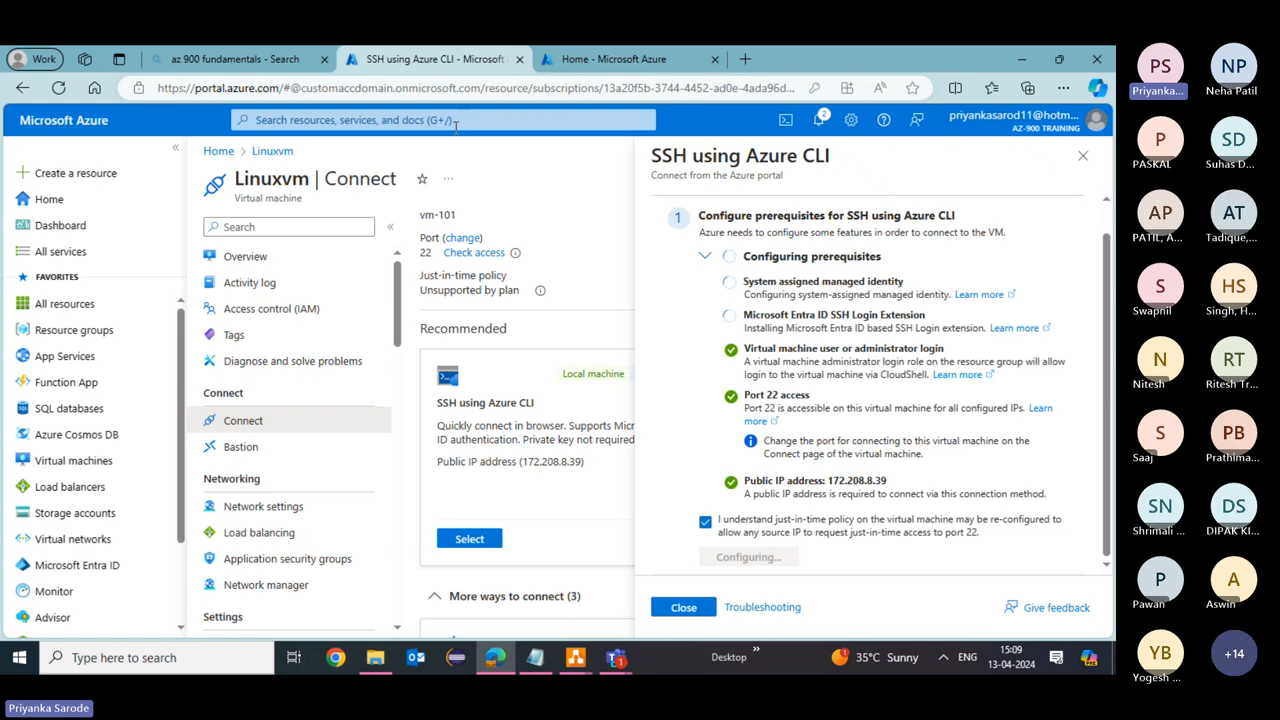 Work
az 900 fundamentals - Search
SSH using Azure CLI - Microsoft
Home - Microsoft Azure
https://portal.azure.com/#@customaccdomain.onmicrosoft.com/resource/subscriptions/13a20f5b-3744-4452-ad0e-4ada96d...
Microsoft Azure
Search resources, services, and docs (G+/)
2
priyankasarod11@hotm...
AZ-900 TRAINING
Create a resource
Home
Dashboard
All services
FAVORITES
All resources
Resource groups
App Services
Function App
SQL databases
Azure Cosmos DB
Virtual machines
Load balancers
Storage accounts
Virtual networks
Microsoft Entra ID
Monitor
Advisor
Home > Linuxvm >
Linuxvm | Connect
Virtual machine
Search
Overview
Activity log
Access control (IAM)
Tags
Diagnose and solve problems
Connect
Connect
Bastion
Networking
Network settings
Load balancing
Application security groups
Network manager
Settings
vm-101
Port (change)
22 Check access
Just-in-time policy
Unsupported by plan
Recommended
Local machine
SSH using Azure CLI
Quickly connect in browser. Supports Micr
ID authentication. Private key not required
Public IP address (172.208.8.39)
Select
More ways to connect (3)
SSH using Azure CLI
Connect from the Azure portal
1
Configure prerequisites for SSH using Azure CLI
Azure needs to configure some features in order to connect to the VM.
Configuring prerequisites
System assigned managed identity
Configuring system-assigned managed identity. Learn more
Microsoft Entra ID SSH Login Extension
Installing Microsoft Entra ID based SSH Login extension. Learn more
Virtual machine user or administrator login
A virtual machine administrator login role on the resource group will allow
login to the virtual machine via CloudShell. Learn more
Port 22 access
Port 22 is accessible on this virtual machine for all configured IPs. Learn
more
Change the port for connecting to this virtual machine on the
Connect page of the virtual machine.
Public IP address: 172.208.8.39
A public IP address is required to connect via this connection method.
I understand just-in-time policy on the virtual machine may be re-configured to
allow any source IP to request just-in-time access to port 22.
Configuring...
Close
Troubleshooting
Give feedback
Type here to search
1
Desktop
35°C Sunny
ENG
15:09
13-04-2024
PS
Priyanka...
NP
Neha Patil
P
PASKAL
SD
Suhas D...
AP
PATIL, A...
AT
Tadique,...
S
Swapnil
HS
Singh, H...
N
Nitesh
RT
Ritesh Tr...
S
Saaj
PB
Prathima...
SN
Shrimali ...
DS
DIPAK KI...
P
Pawan
A
Aswin
YB
Yogesh ...
+14
Priyanka Sarode